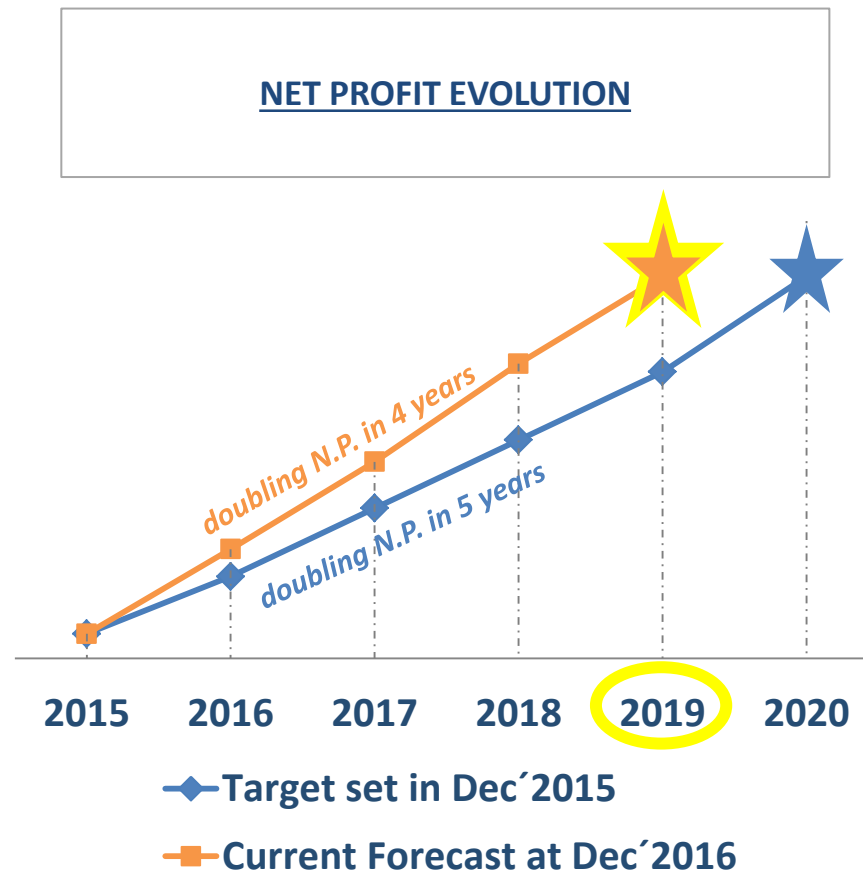 NET PROFIT EVOLUTION
doubling N.P. in 4 years
doubling N.P. in 5 years
2015 2016 2017 2018 2019 2020
Target set in Dec´2015
Current Forecast at Dec´2016